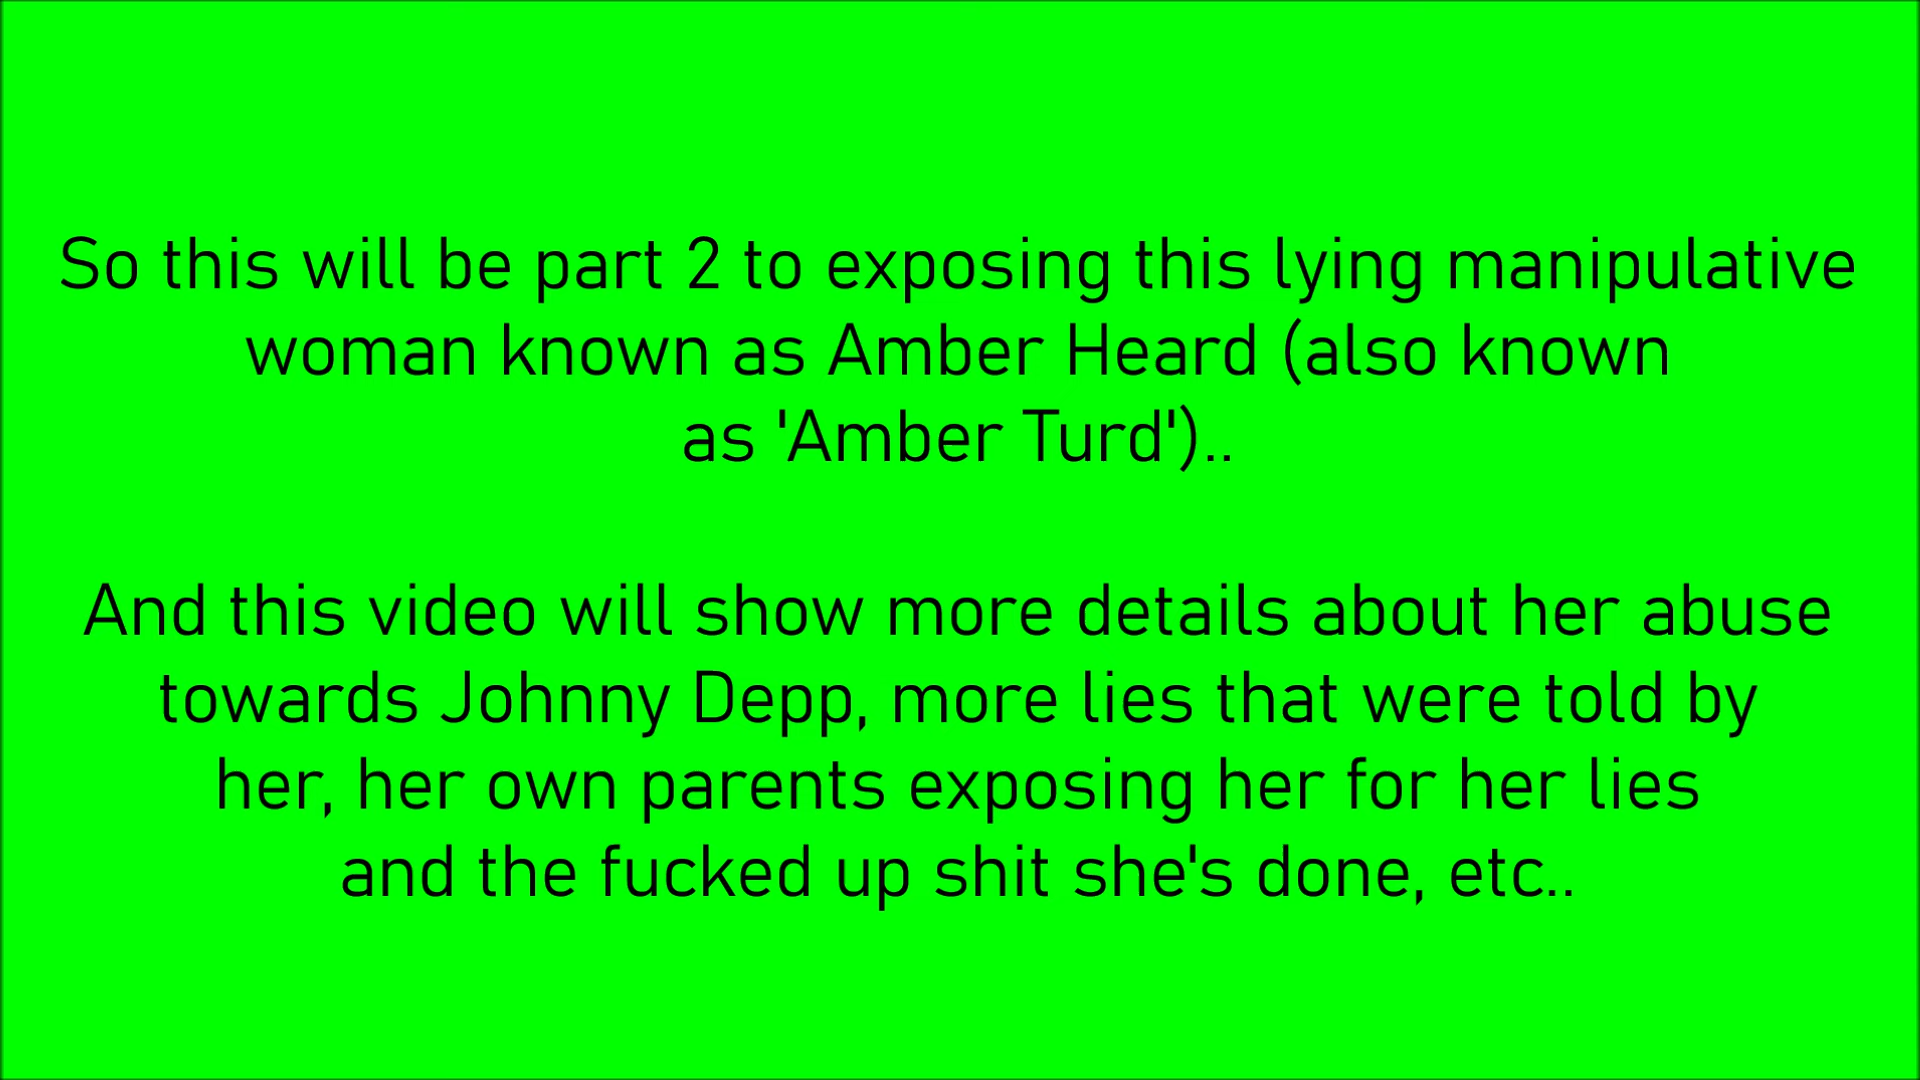 So this will be part 2 to exposing this lying manipulative
woman known as Amber Heard (also known
as 'Amber Turd')..
And this video will show more details about her abuse
towards Johnny Depp, more lies that were told by
her, her own parents exposing her for her lies
and the fucked up shit she's done, etc..